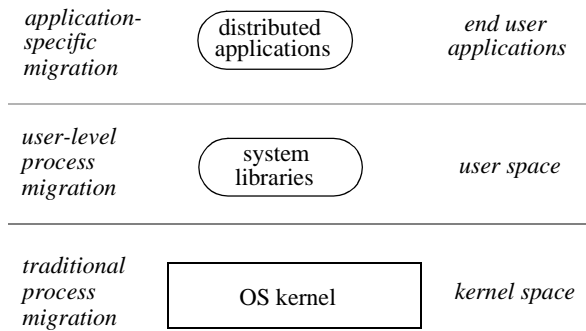 application-
specific
migration
distributed
applications
end user
applications
user-level
process
migration
system
libraries
user space
traditional
process
migration
OS kernel
kernel space